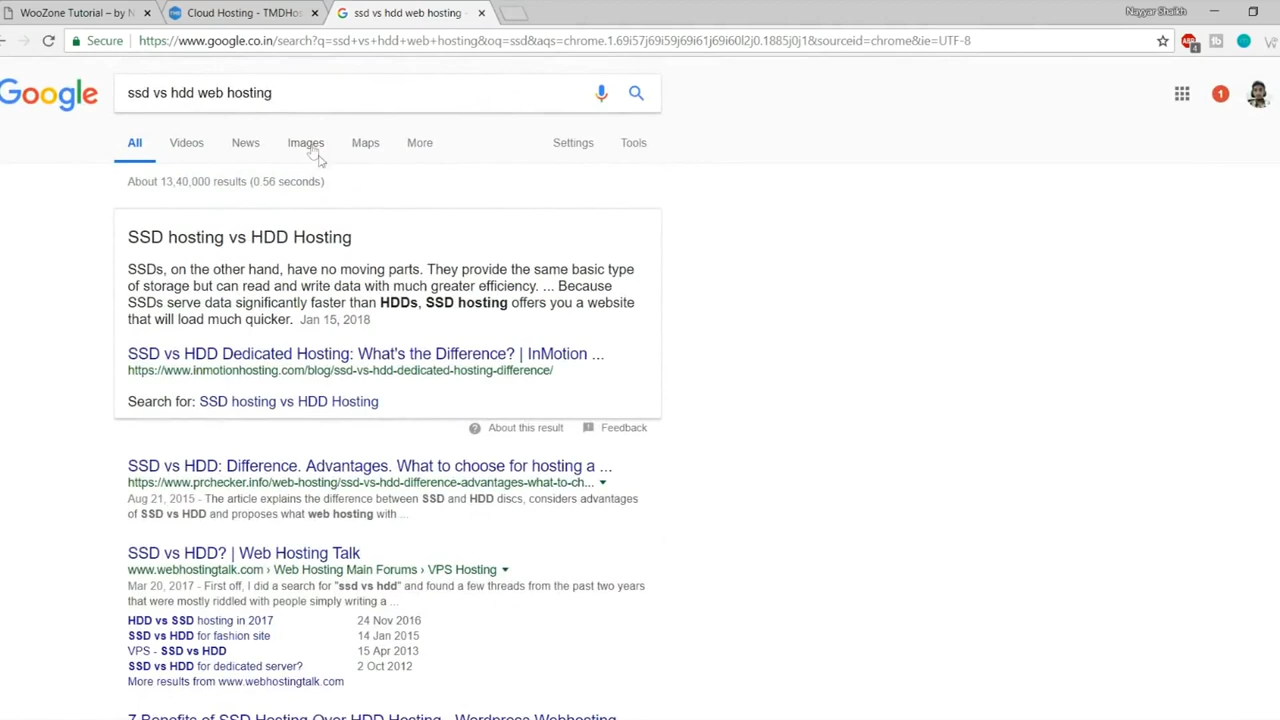 WooZone Tutorial – by N
Cloud Hosting - TMDHos
ssd vs hdd web hosting
Nayyar Shaikh
Secure
https://www.google.co.in/search?q=ssd+vs+hdd+web+hosting&oq=ssd&aqs=chrome.1.69i57j69i59j69i61j69i60l2j0.1885j0j1&sourceid=chrome&ie=UTF-8
ABP
4
Google
ssd vs hdd web hosting
1
All Videos News Images Maps More Settings Tools
About 13,40,000 results (0.56 seconds)
SSD hosting vs HDD Hosting
SSDs, on the other hand, have no moving parts. They provide the same basic type
of storage but can read and write data with much greater efficiency. ... Because
SSDs serve data significantly faster than HDDs, SSD hosting offers you a website
that will load much quicker. Jan 15, 2018
SSD vs HDD Dedicated Hosting: What's the Difference? | InMotion ...
https://www.inmotionhosting.com/blog/ssd-vs-hdd-dedicated-hosting-difference/
Search for: SSD hosting vs HDD Hosting
About this result Feedback
SSD vs HDD: Difference. Advantages. What to choose for hosting a ...
https://www.prchecker.info/web-hosting/ssd-vs-hdd-difference-advantages-what-to-ch...
Aug 21, 2015 - The article explains the difference between SSD and HDD discs, considers advantages
of SSD vs HDD and proposes what web hosting with ...
SSD vs HDD? | Web Hosting Talk
www.webhostingtalk.com › Web Hosting Main Forums › VPS Hosting
Mar 20, 2017 - First off, I did a search for "ssd vs hdd" and found a few threads from the past two years
that were mostly riddled with people simply writing a ...
HDD vs SSD hosting in 2017 24 Nov 2016
SSD vs HDD for fashion site 14 Jan 2015
VPS - SSD vs HDD 15 Apr 2013
SSD vs HDD for dedicated server? 2 Oct 2012
More results from www.webhostingtalk.com
7 Benefits of SSD Hosting Over HDD Hosting - Wordpress Webhosting